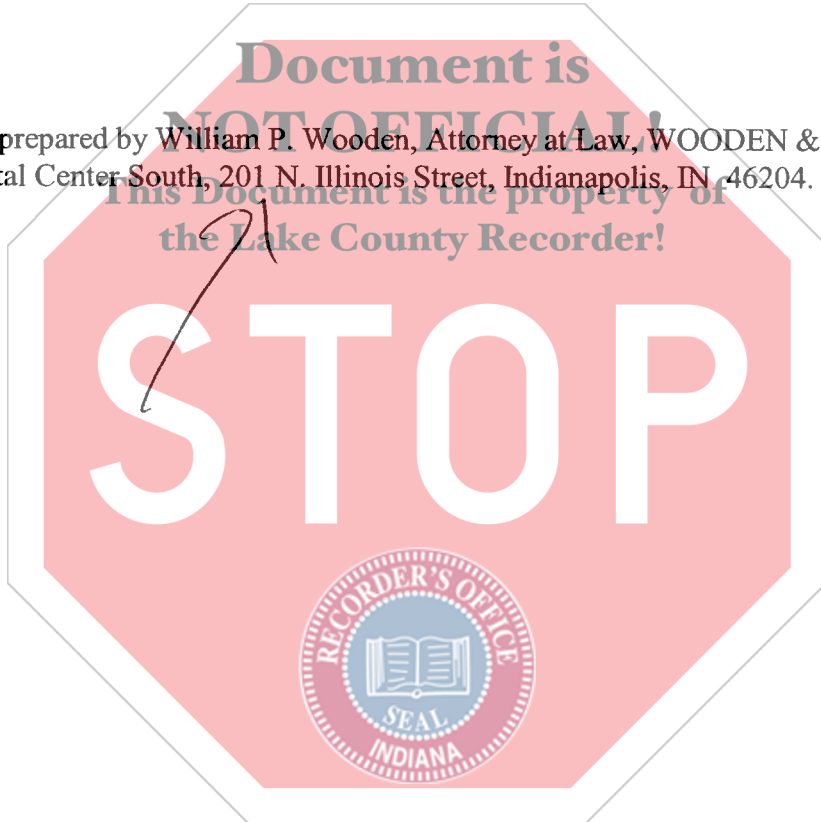 Document is
NOT OFFICIAL!
prepared by William P. Wooden, Attorney at Law, WOODEN &
tal Center South, 201 N. Illinois Street, Indianapolis, IN 46204.
This Document is the property of
the Lake County Recorder!
STOP
RECORDER'S OFFICE
SEAL
INDIANA